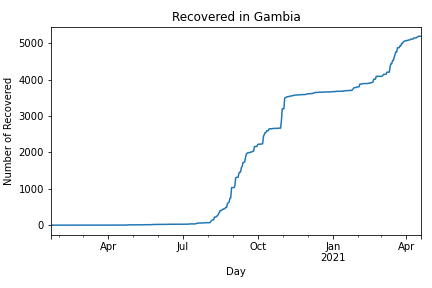 Recovered in Gambia
Number of Recovered
5000
4000
3000
2000
1000
0
Apr Jul Oct Jan Apr
2021
Day